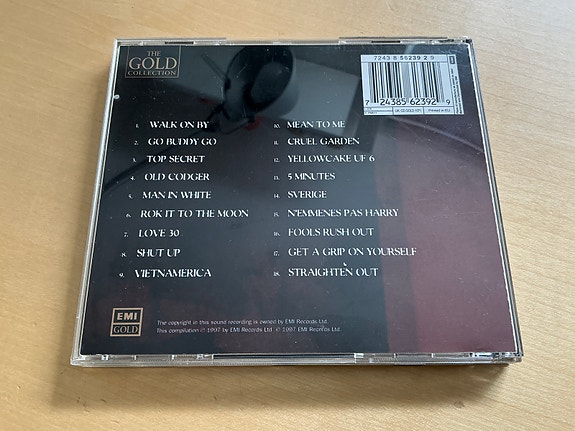 THE
GOLD
COLLECTION
7243 8 56239 2 9
7 24385 62392 9
Printed in EU
EMI
1. WALK ON BY
2. GO BUDDY GO
3. TOP SECRET
4. OLD CODGER
5. MAN IN WHITE
6. ROK IT TO THE MOON
7. LOVE 30
8. SHUT UP
9. VIETNAMERICA
10. MEAN TO ME
11. CRUEL GARDEN
12. YELLOWCAKE UF 6
13. 5 MINUTES
14. SVERIGE
15. N'EMMENES PAS HARRY
16. FOOLS RUSH OUT
17. GET A GRIP ON YOURSELF
18. STRAIGHTEN OUT
EMI
GOLD
The copyright in this sound recording is owned by EMI Records Ltd.
This compilation ℗ 1997 by EMI Records Ltd. © 1997 EMI Records Ltd.